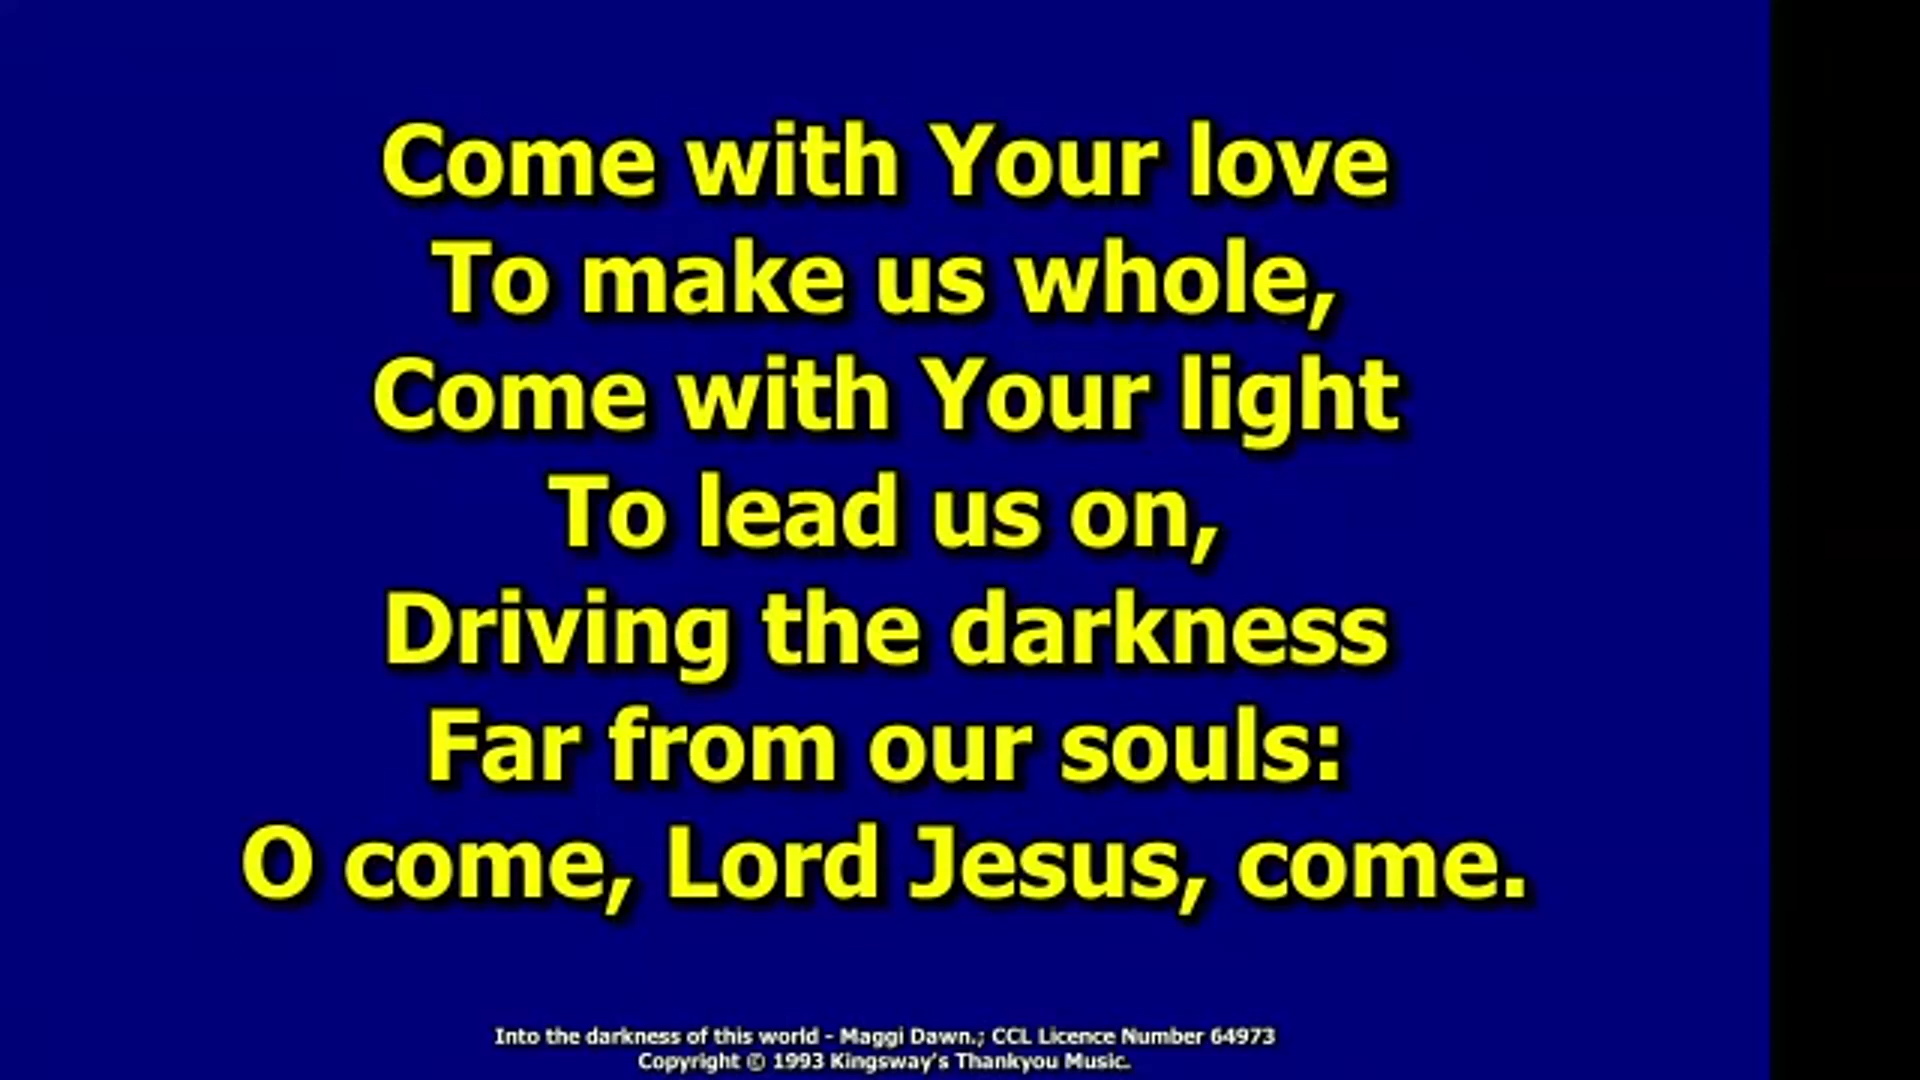 Come with Your love
To make us whole,
Come with Your light
To lead us on,
Driving the darkness
Far from our souls:
O come, Lord Jesus, come.
Into the darkness of this world - Maggi Dawn.; CCL Licence Number 64973
Copyright © 1993 Kingsway's Thankyou Music.